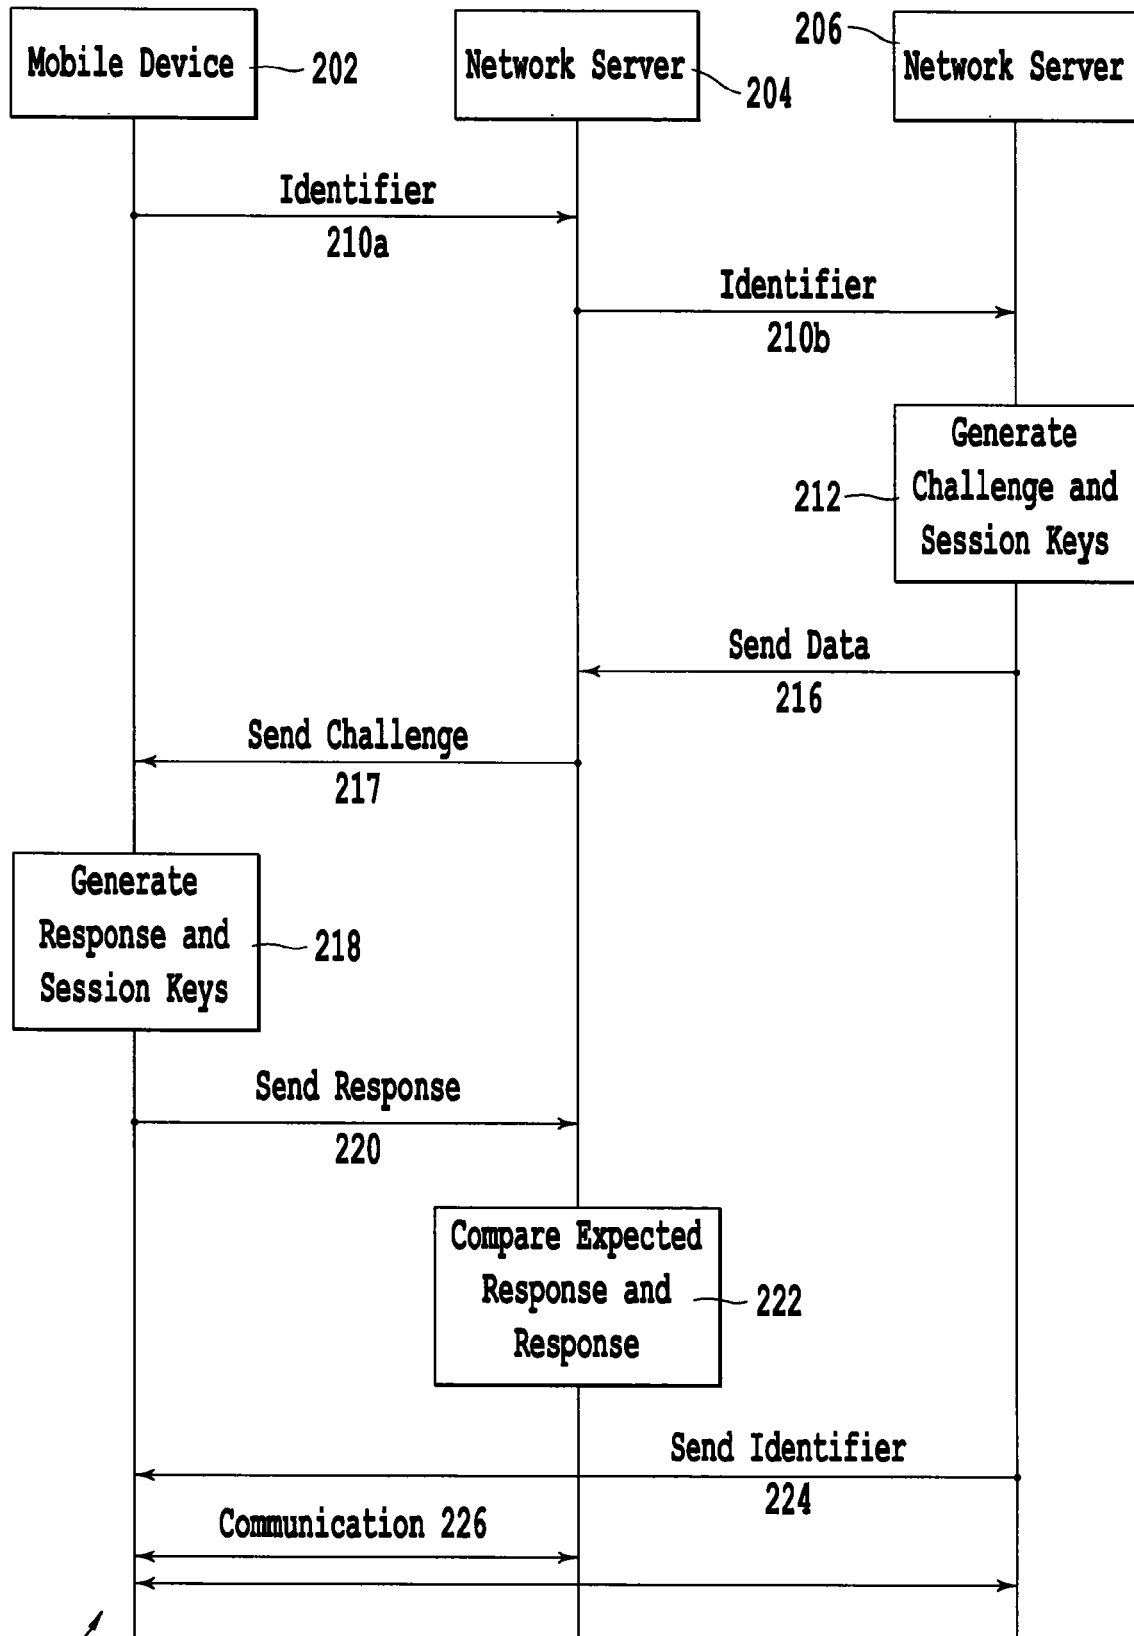 Mobile Device
202
Network Server
204
206
Network Server
Identifier
210a
Identifier
210b
Generate
Challenge and
Session Keys
212
Send Data
216
Send Challenge
217
Generate
Response and
Session Keys
218
Send Response
220
Compare Expected
Response and
Response
222
Send Identifier
224
Communication 226